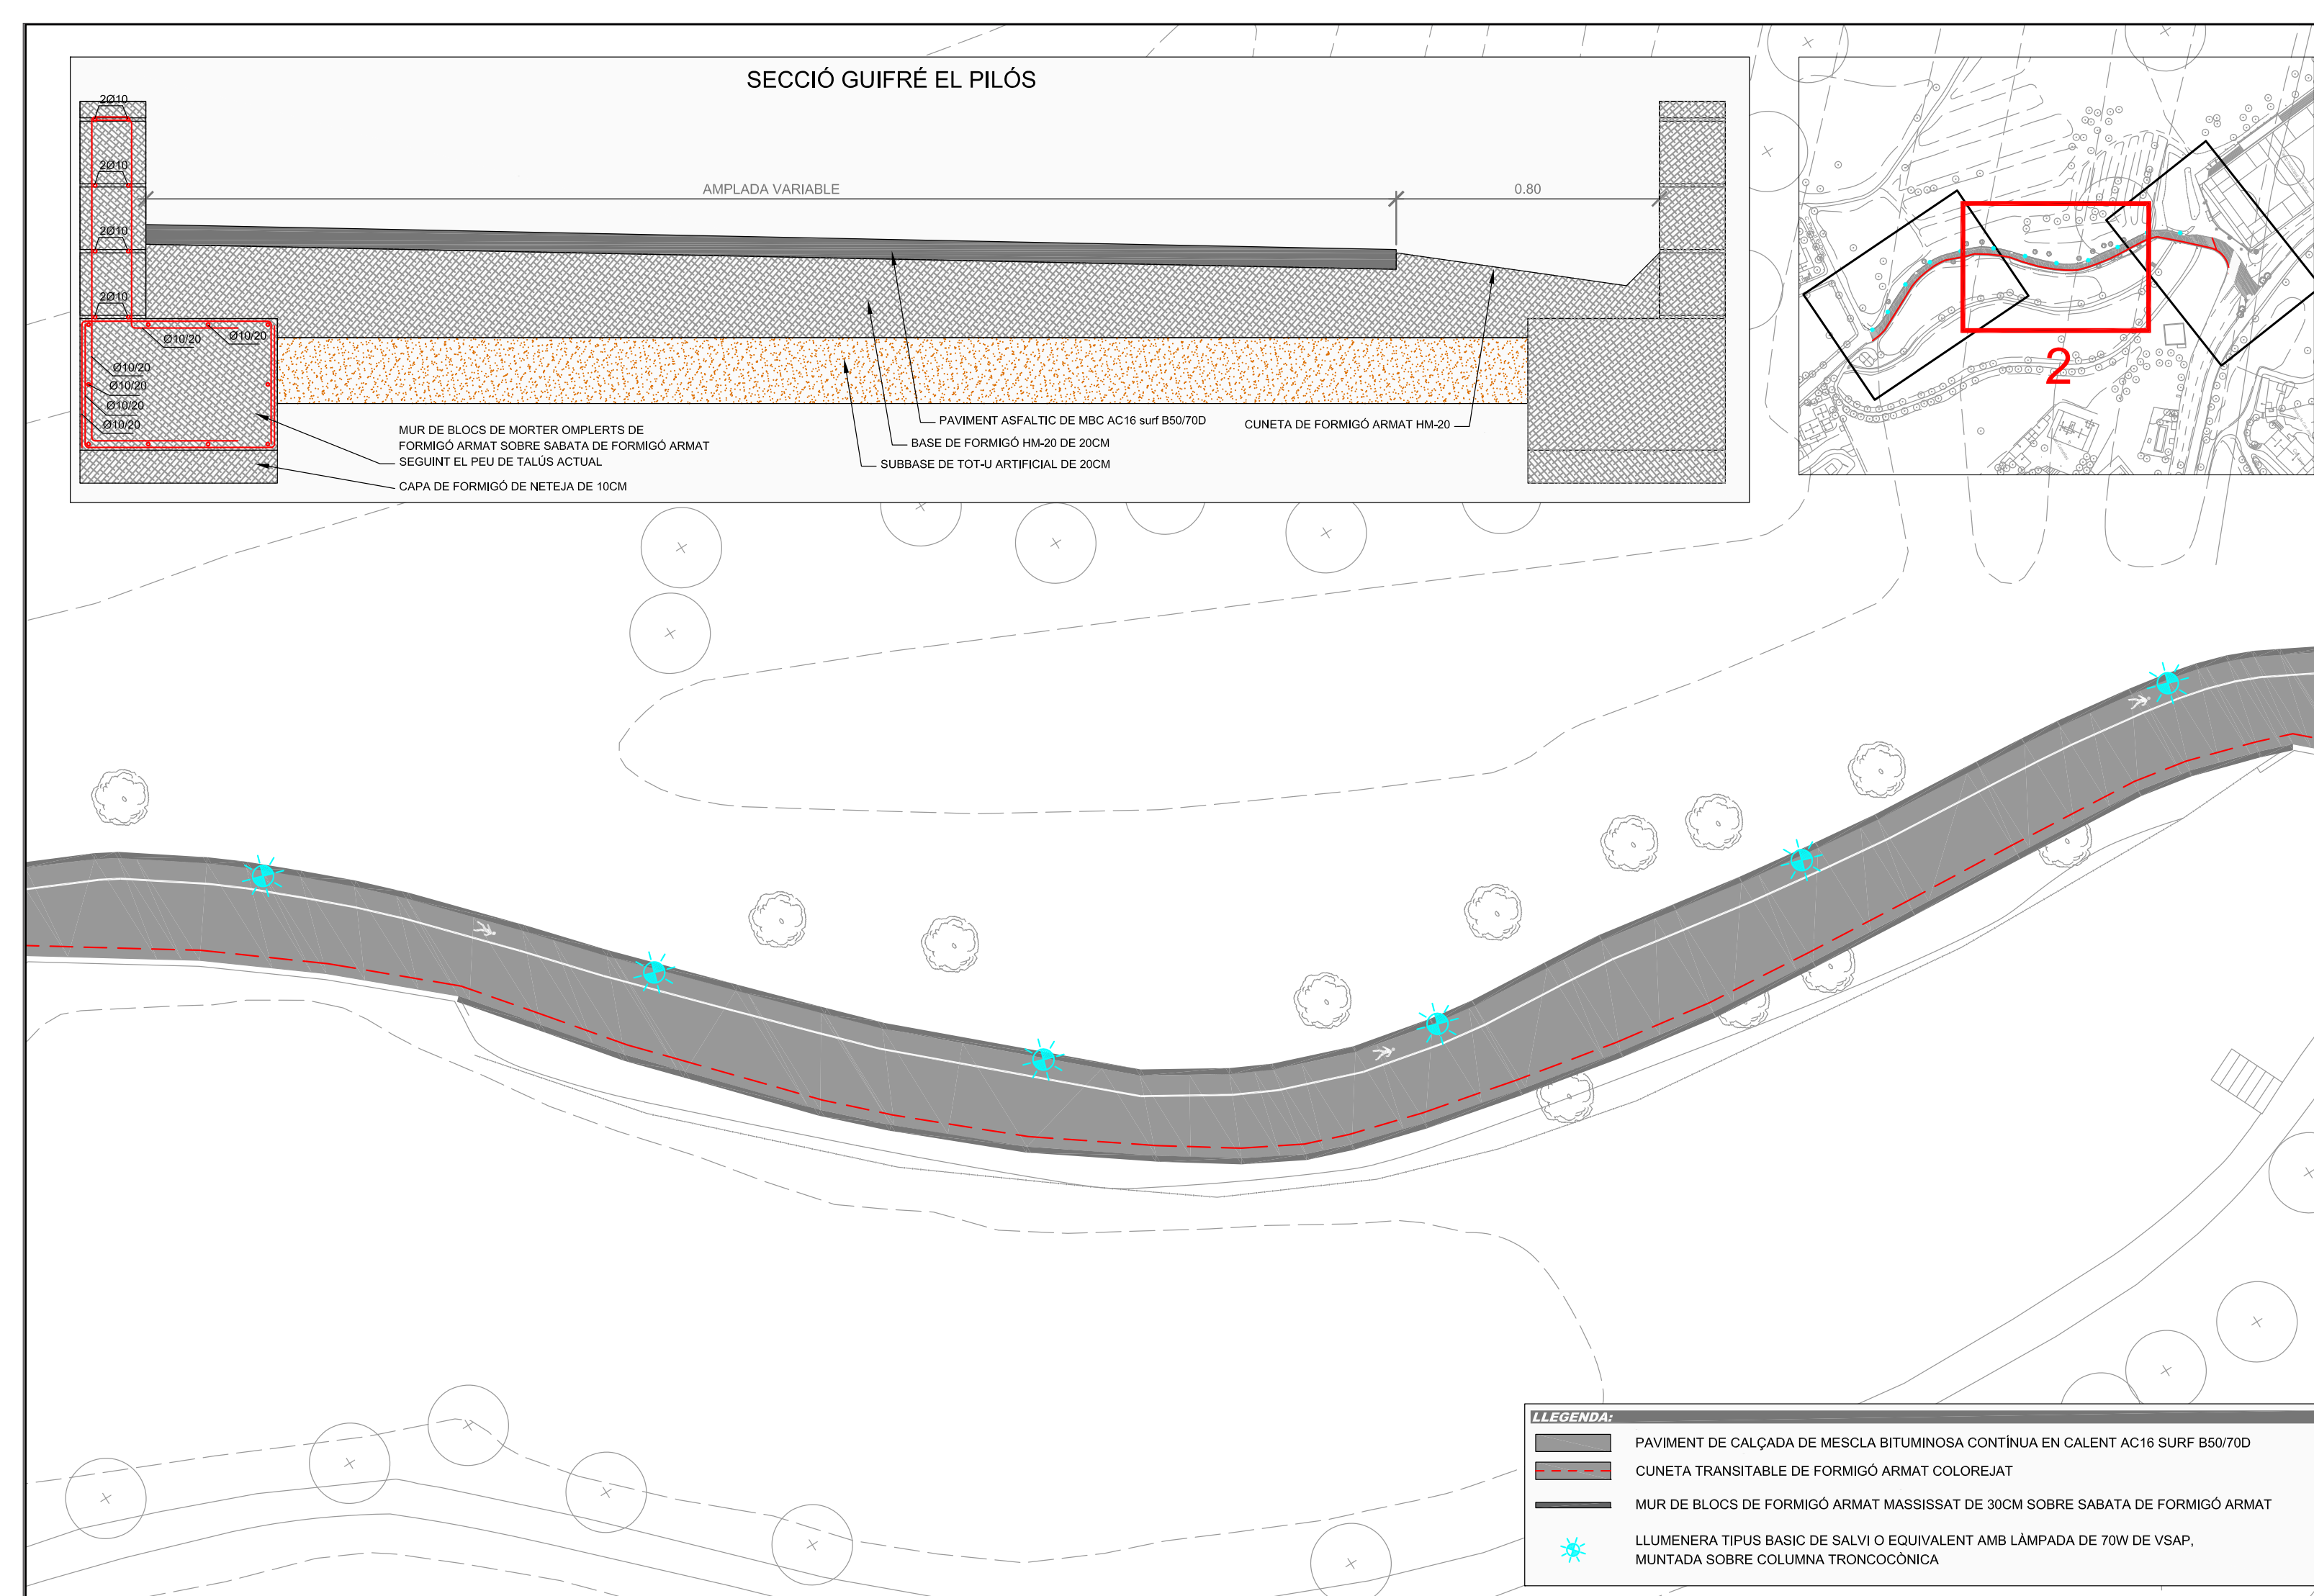 SECCIÓ GUIFRÉ EL PILÓS
2Ø10
2Ø10
2Ø10
2Ø10
AMPLADA VARIABLE
0.80
Ø10/20
Ø10/20
Ø10/20
Ø10/20
Ø10/20
Ø10/20
MUR DE BLOCS DE MORTER OMPLERTS DE
FORMIGÓ ARMAT SOBRE SABATA DE FORMIGÓ ARMAT
SEGUINT EL PEU DE TALÚS ACTUAL
CAPA DE FORMIGÓ DE NETEJA DE 10CM
PAVIMENT ASFALTIC DE MBC AC16 surf B50/70D
BASE DE FORMIGÓ HM-20 DE 20CM
SUBBASE DE TOT-U ARTIFICIAL DE 20CM
CUNETA DE FORMIGÓ ARMAT HM-20
2
LLEGENDA:
PAVIMENT DE CALÇADA DE MESCLA BITUMINOSA CONTÍNUA EN CALENT AC16 SURF B50/70D
CUNETA TRANSITABLE DE FORMIGÓ ARMAT COLOREJAT
MUR DE BLOCS DE FORMIGÓ ARMAT MASSISSAT DE 30CM SOBRE SABATA DE FORMIGÓ ARMAT
LLUMENERA TIPUS BASIC DE SALVI O EQUIVALENT AMB LÀMPADA DE 70W DE VSAP,
MUNTADA SOBRE COLUMNA TRONCOCÒNICA